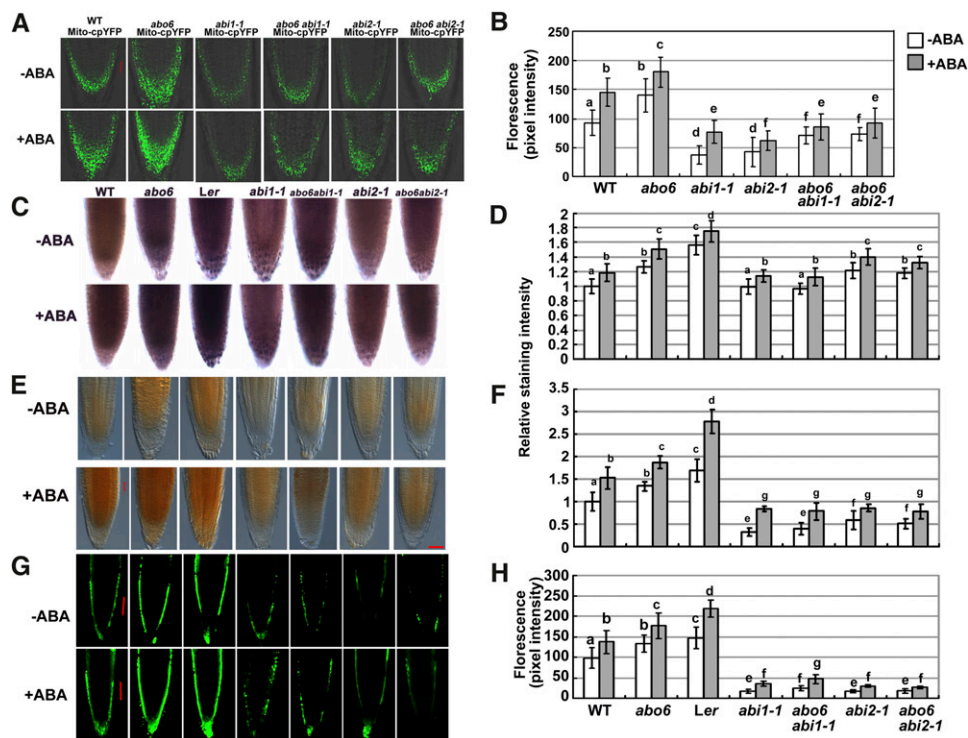 A
WT
Mito-cpYFP
abo6
Mito-cpYFP
abi1-1
Mito-cpYFP
abo6 abi1-1
Mito-cpYFP
abi2-1
Mito-cpYFP
abo6 abi2-1
Mito-cpYFP
-ABA
+ABA
B
Florescence
(pixel intensity)
250
200
150
100
50
0
a b b c d e d f f e f e
-ABA
+ABA
WT abo6 abi1-1 abi2-1 abo6 abo6
abi1-1 abi2-1
C
WT abo6 Ler abi1-1 abo6abi1-1 abi2-1 abo6abi2-1
-ABA
+ABA
D
Relative staining intensity
2
1.8
1.6
1.4
1.2
1
0.8
0.6
0.4
0.2
0
a b b c c d a b a b b c b c
E
-ABA
+ABA
F
3.5
3
2.5
2
1.5
1
0.5
0
a b b c c d e g e g f g f g
G
-ABA
+ABA
H
Florescence
(pixel intensity)
300
250
200
150
100
50
0
a b b c c d e f e g e f e f
WT abo6 Ler abi1-1 abo6 abi2-1 abo6
abi1-1 abi2-1